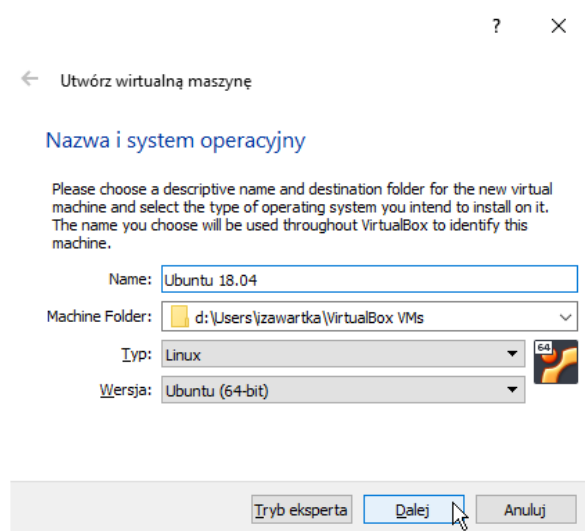 ?
Utwórz wirtualną maszynę
Nazwa i system operacyjny
Please choose a descriptive name and destination folder for the new virtual
machine and select the type of operating system you intend to install on it.
The name you choose will be used throughout VirtualBox to identify this
machine.
Name: Ubuntu 18.04
Machine Folder: d:\Users\jzawartka\VirtualBox VMs
Typ: Linux
64
Wersja: Ubuntu (64-bit)
Tryb eksperta Dalej Anuluj